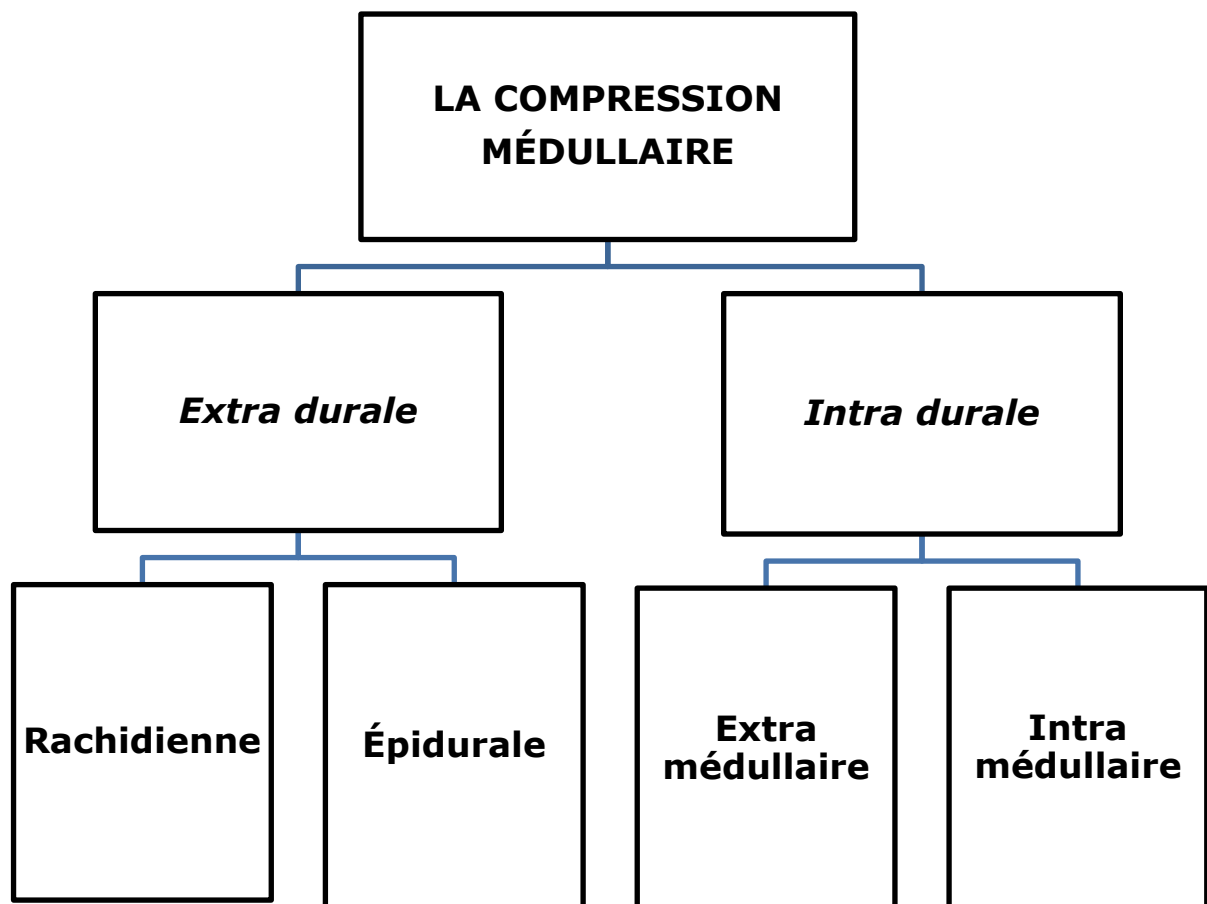 LA COMPRESSION
MÉDULLAIRE
Extra durale
Intra durale
Rachidienne
Épidurale
Extra
médullaire
Intra
médullaire